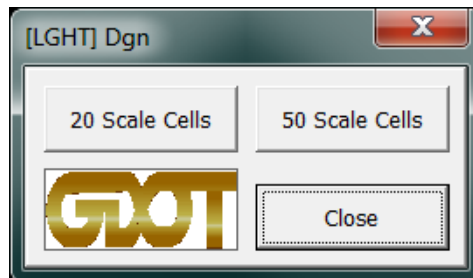 [LGHT] Dgn
20 Scale Cells
50 Scale Cells
GDOT
Close